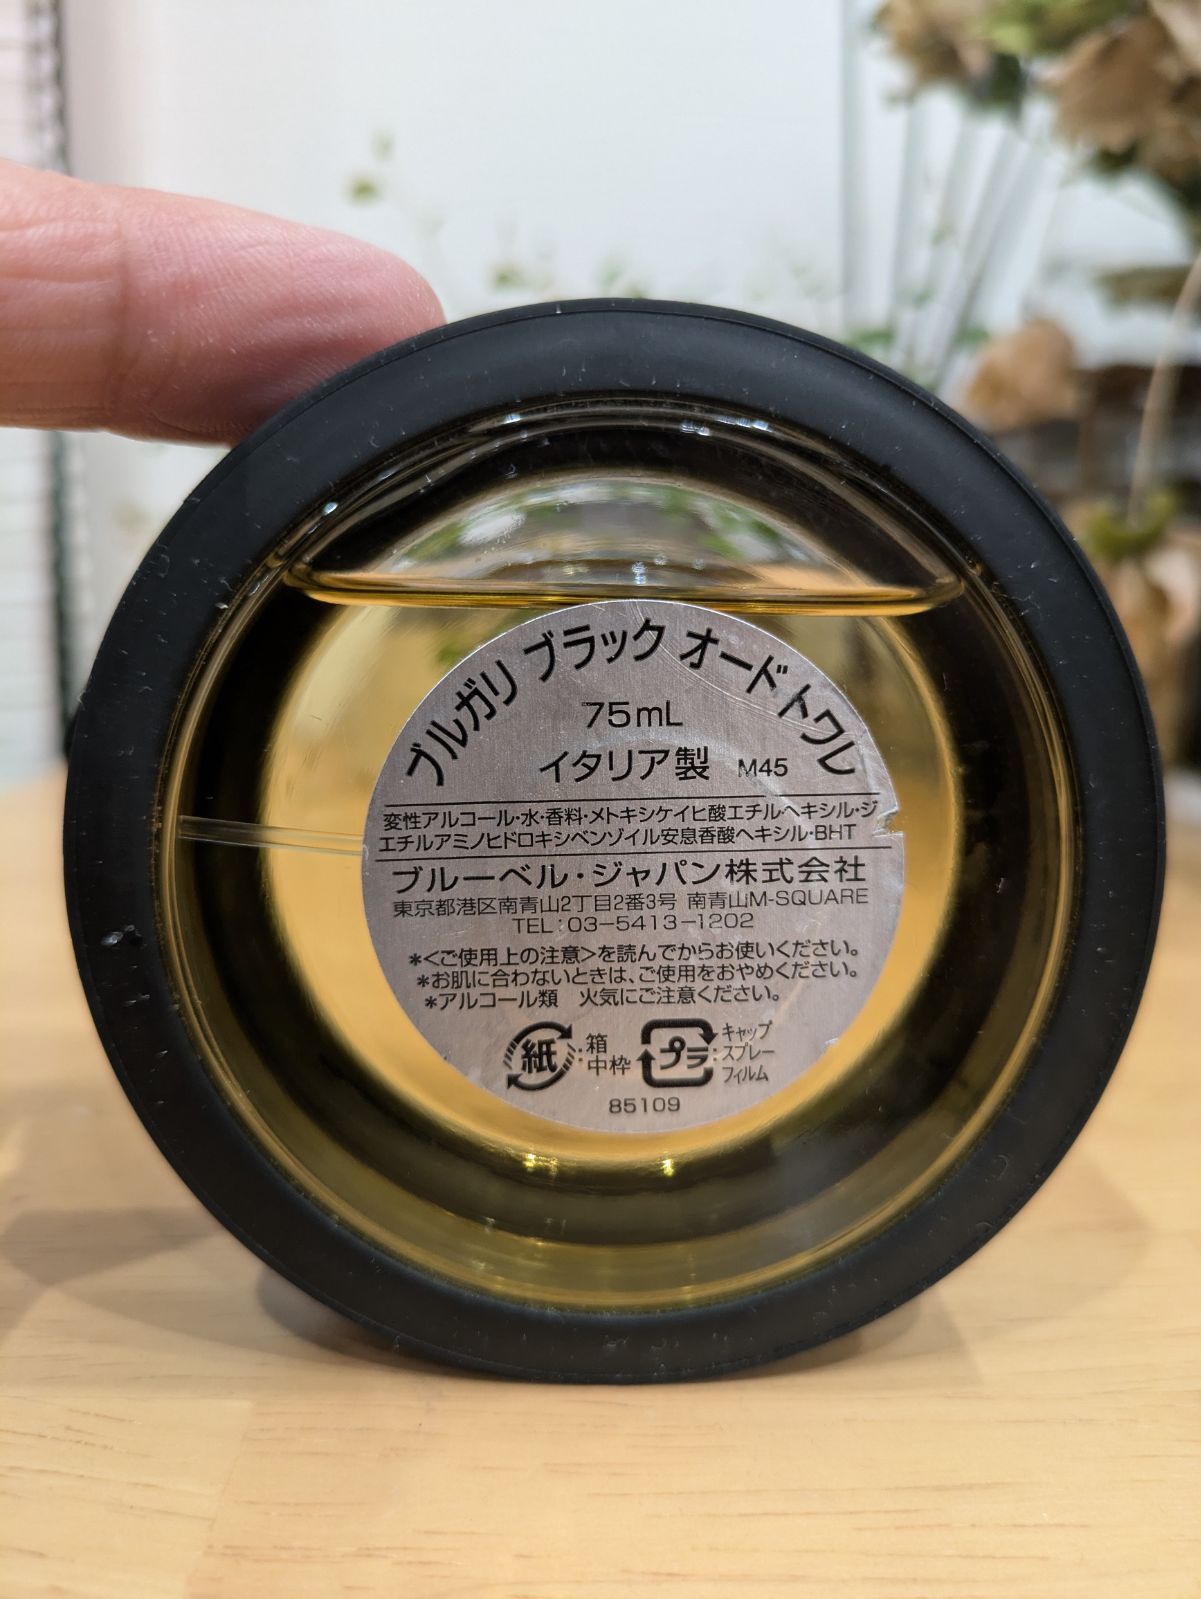 ブルガリ ブラック オードトワレ
75mL
イタリア製 M45
変性アルコール・水・香料・メトキシケイヒ酸エチルヘキシル・ジ
エチルアミノヒドロキシベンゾイル安息香酸ヘキシル・BHT
ブルーベル・ジャパン株式会社
東京都港区南青山2丁目2番3号 南青山M-SQUARE
TEL:03-5413-1202
*<ご使用上の注意>を読んでからお使いください。
*お肌に合わないときは、ご使用をおやめください。
*アルコール類 火気にご注意ください。
紙:箱 中枠
プラ:キャップ スプレー フィルム
85109